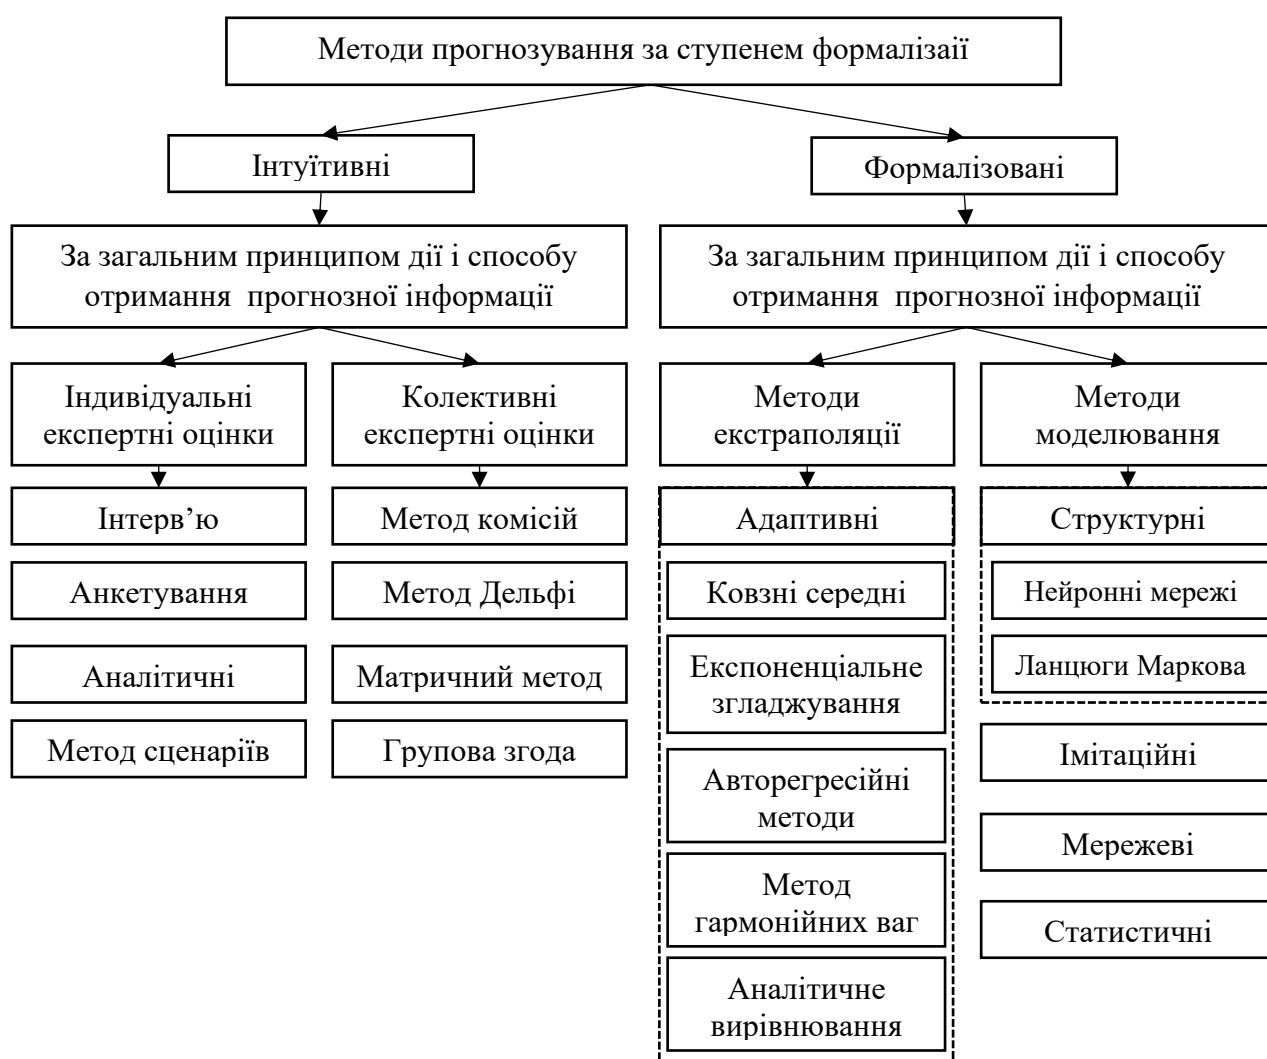 Методи прогнозування за ступенем формалізаії
Інтуїтивні
Формалізовані
За загальним принципом дії і способу
отримання прогнозної інформації
За загальним принципом дії і способу
отримання прогнозної інформації
Індивідуальні
експертні оцінки
Колективні
експертні оцінки
Методи
екстраполяції
Методи
моделювання
Інтерв’ю
Метод комісій
Адаптивні
Структурні
Анкетування
Метод Дельфі
Ковзні середні
Нейронні мережі
Аналітичні
Матричний метод
Експоненціальне
згладжування
Ланцюги Маркова
Метод сценаріїв
Групова згода
Авторегресійні
методи
Імітаційні
Метод
гармонійних ваг
Мережеві
Аналітичне
вирівнювання
Статистичні